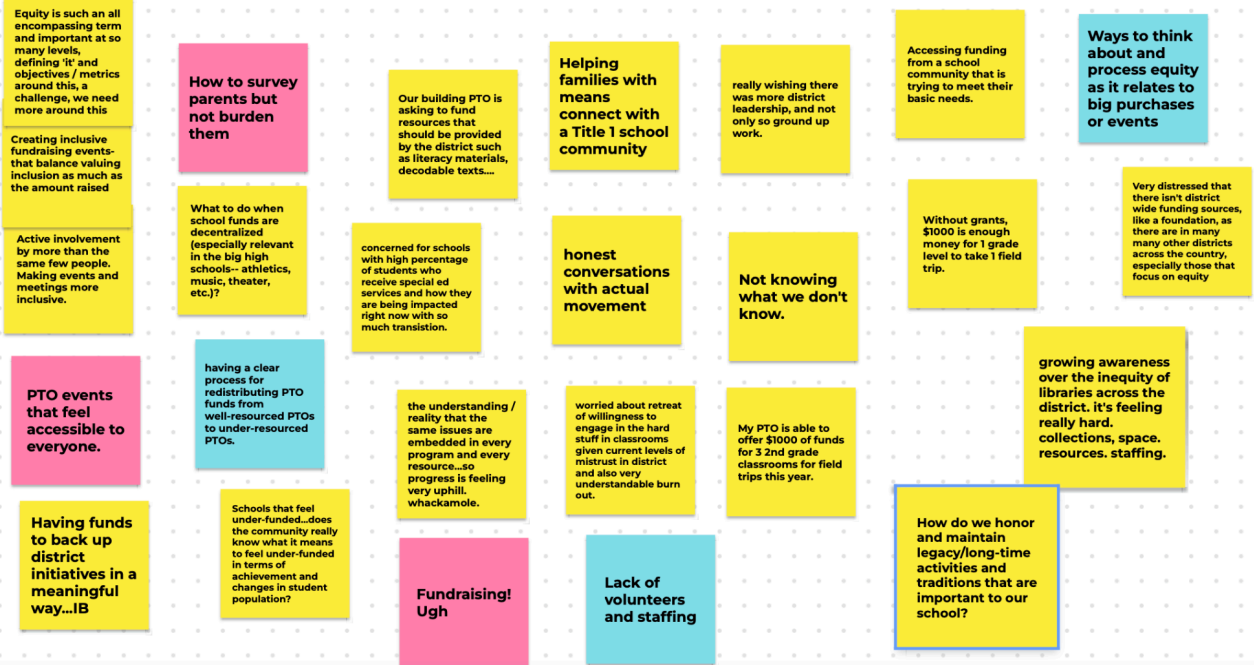 Equity is such an all
encompassing term
and important at so
many levels,
defining 'it' and
objectives / metrics
around this, a
challenge, we need
more around this
Creating inclusive
fundraising events-
that balance valuing
inclusion as much as
the amount raised
Active involvement
by more than the
same few people.
Making events and
meetings more
inclusive.
PTO events
that feel
accessible to
everyone.
Having funds
to back up
district
initiatives in a
meaningful
way...IB
How to survey
parents but
not burden
them
What to do when
school funds are
decentralized
(especially relevant
in the big high
schools-- athletics,
music, theater,
etc.)?
having a clear
process for
redistributing PTO
funds from
well-resourced PTOs
to under-resourced
PTOs.
Schools that feel
under-funded...does
the community really
know what it means
to feel under-funded
in terms of
achievement and
changes in student
population?
Our building PTO is
asking to fund
resources that
should be provided
by the district such
as literacy materials,
decodable texts....
concerned for schools
with high percentage
of students who
receive special ed
services and how they
are being impacted
right now with so
much transistion.
the understanding /
reality that the
same issues are
embedded in every
program and every
resource...so
progress is feeling
very uphill.
whackamole.
Fundraising!
Ugh
Helping
families with
means
connect with
a Title 1 school
community
honest
conversations
with actual
movement
worried about retreat
of willingness to
engage in the hard
stuff in classrooms
given current levels of
mistrust in district
and also very
understandable burn
out.
Lack of
volunteers
and staffing
really wishing there
was more district
leadership, and not
only so ground up
work.
Not knowing
what we don't
know.
My PTO is able to
offer $1000 of funds
for 3 2nd grade
classrooms for field
trips this year.
Accessing funding
from a school
community that is
trying to meet their
basic needs.
Without grants,
$1000 is enough
money for 1 grade
level to take 1 field
trip.
Ways to think
about and
process equity
as it relates to
big purchases
or events
Very distressed that
there isn't district
wide funding sources,
like a foundation, as
there are in many
many other districts
across the country,
especially those that
focus on equity
growing awareness
over the inequity of
libraries across the
district. it's feeling
really hard.
collections, space.
resources. staffing.
How do we honor
and maintain
legacy/long-time
activities and
traditions that are
important to our
school?